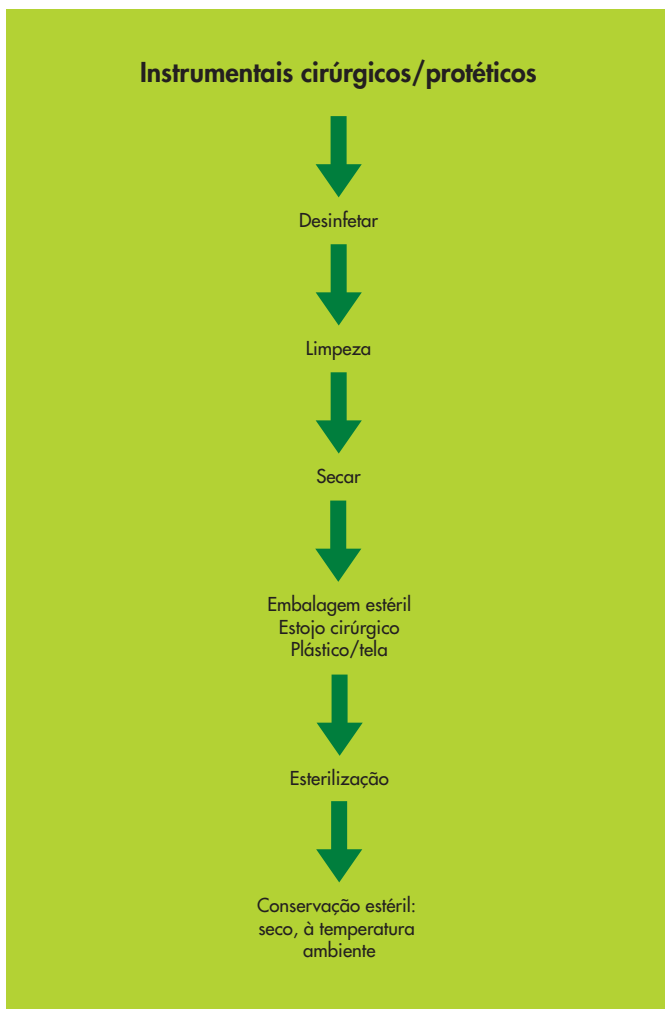 Instrumentais cirúrgicos/protéticos
Desinfetar
Limpeza
Secar
Embalagem estéril
Estojo cirúrgico
Plástico/tela
Esterilização
Conservação estéril:
seco, à temperatura
ambiente